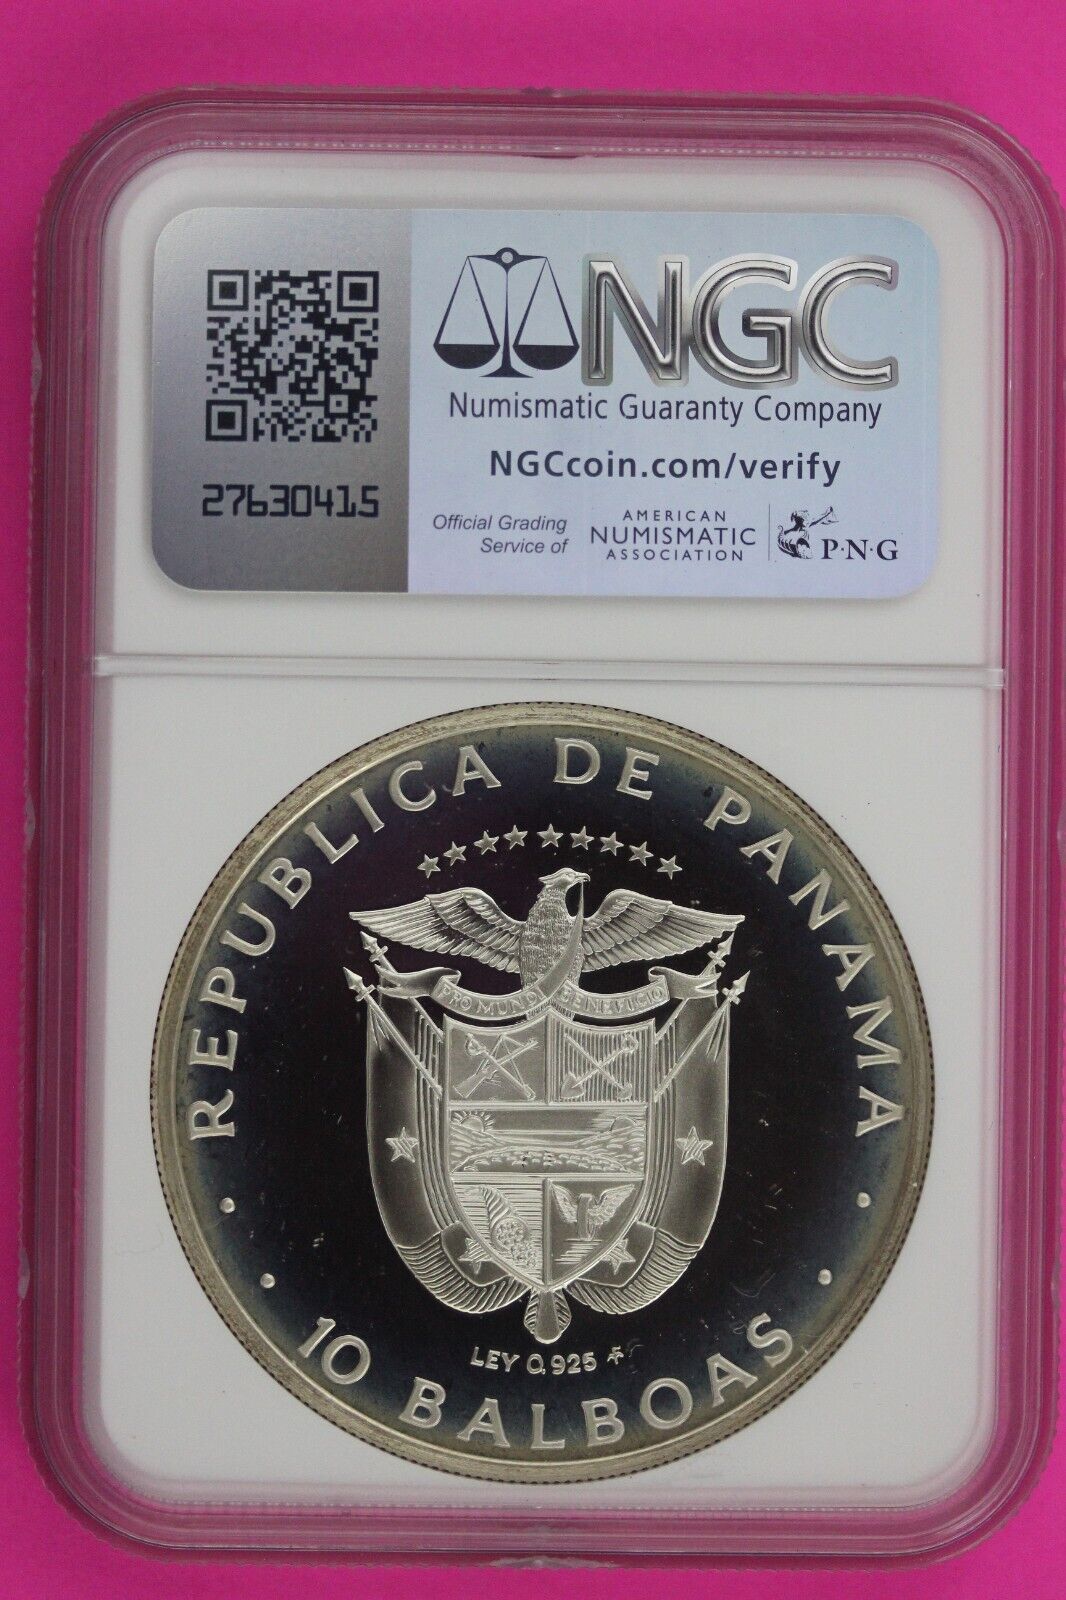 NGC
Numismatic Guaranty Company
NGCcoin.com/verify
27630415
Official Grading
Service of
AMERICAN
NUMISMATIC
ASSOCIATION
P·N·G
REPUBLICA DE PANAMA
PRO MUNDI BENEFICIO
LEY 0,925
· 10 BALBOAS ·